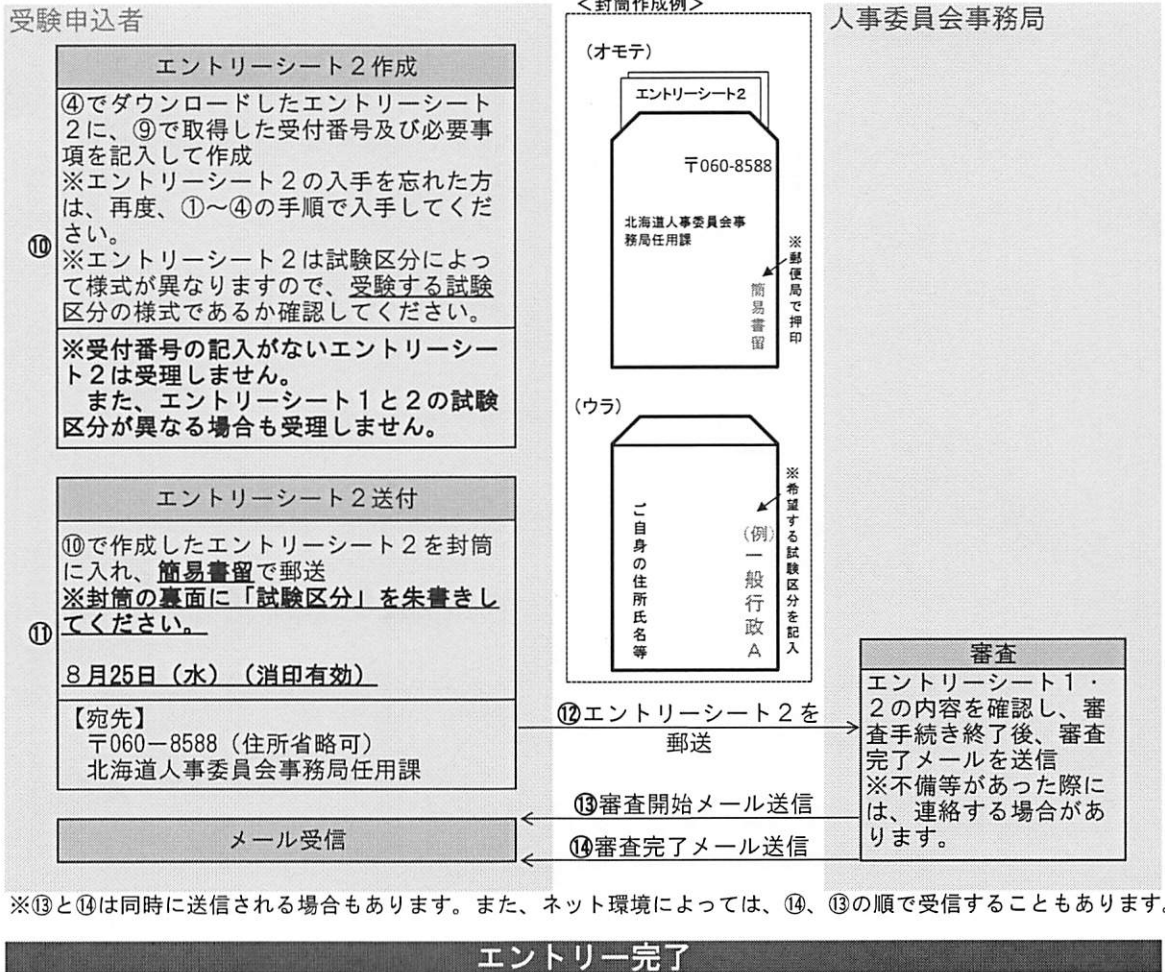 受験申込者
エントリーシート2作成
⑩
④でダウンロードしたエントリーシート
2に、⑨で取得した受付番号及び必要事
項を記入して作成
※エントリーシート2の入手を忘れた方
は、再度、①~④の手順で入手してくだ
さい。
※エントリーシート2は試験区分によっ
て様式が異なりますので、受験する試験
区分の様式であるか確認してください。
※受付番号の記入がないエントリーシー
ト2は受理しません。
また、エントリーシート1と2の試験
区分が異なる場合も受理しません。
エントリーシート2送付
⑪
⑩で作成したエントリーシート2を封筒
に入れ、簡易書留で郵送
※封筒の裏面に「試験区分」を朱書きし
てください。
8月25日(水)(消印有効)
【宛先】
〒060-8588(住所省略可)
北海道人事委員会事務局任用課
メール受信
<封筒作成例>
(オモテ)
エントリーシート2
〒060-8588
北海道人事委員会事
務局任用課
※郵便局で押印
簡易書留
(ウラ)
※希望する試験区分を記入
(例)一般行政A
ご自身の住所氏名等
⑫エントリーシート2を
郵送
⑬審査開始メール送信
⑭審査完了メール送信
人事委員会事務局
審査
エントリーシート1・
2の内容を確認し、審
査手続き終了後、審査
完了メールを送信
※不備等があった際に
は、連絡する場合があ
ります。
※⑬と⑭は同時に送信される場合もあります。また、ネット環境によっては、⑭、⑬の順で受信することもあります。
エントリー完了